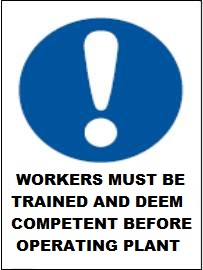 WORKERS MUST BE
TRAINED AND DEEM
COMPETENT BEFORE
OPERATING PLANT